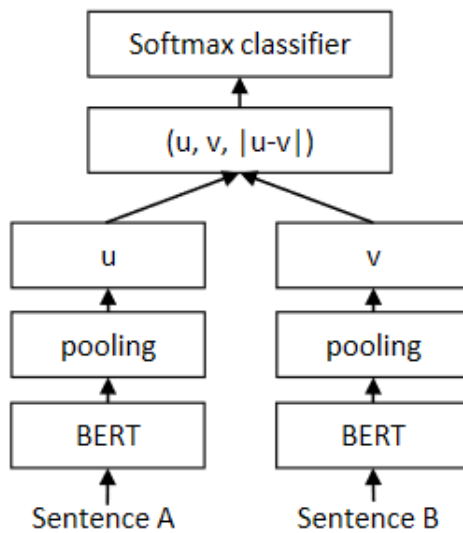 Softmax classifier
(u, v, |u-v|)
u
v
pooling
pooling
BERT
BERT
Sentence A
Sentence B